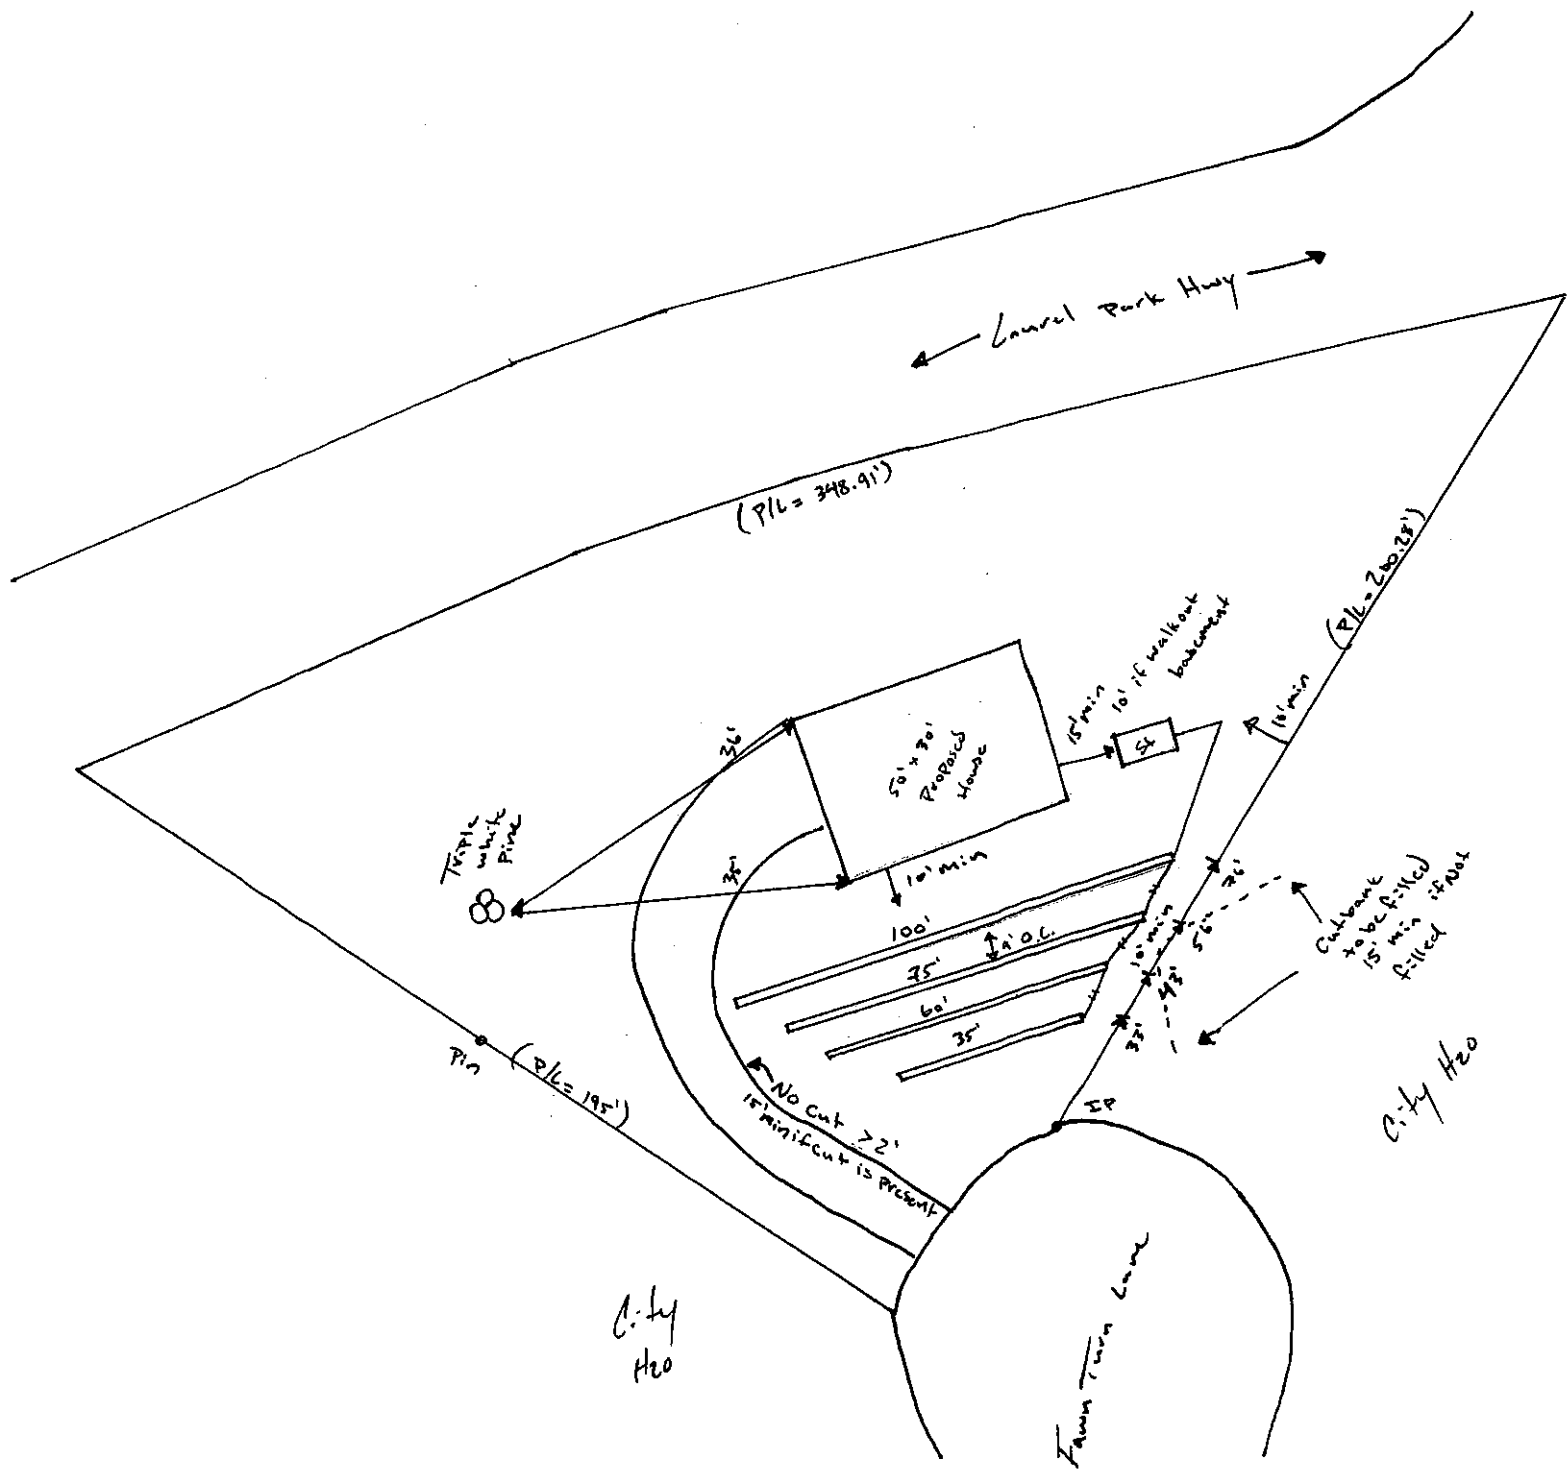 Laurel Park Hwy
(P/L = 348.91')
(P/L = 200.28')
15' min
10' if walkout
basement
10' min
50' x 30'
Proposed
House
ST
36'
Triple
white
Pine
35'
10' min
100'
9' O.C.
75'
60'
35'
10' min
76'
56'
43'
33'
Cutbank
to be filled
15' min if Not
filled
Pin
(P/L = 195')
No Cut >2'
15' min if cut is present
IP
City H2O
City
H2O
Fawn Turn Lane